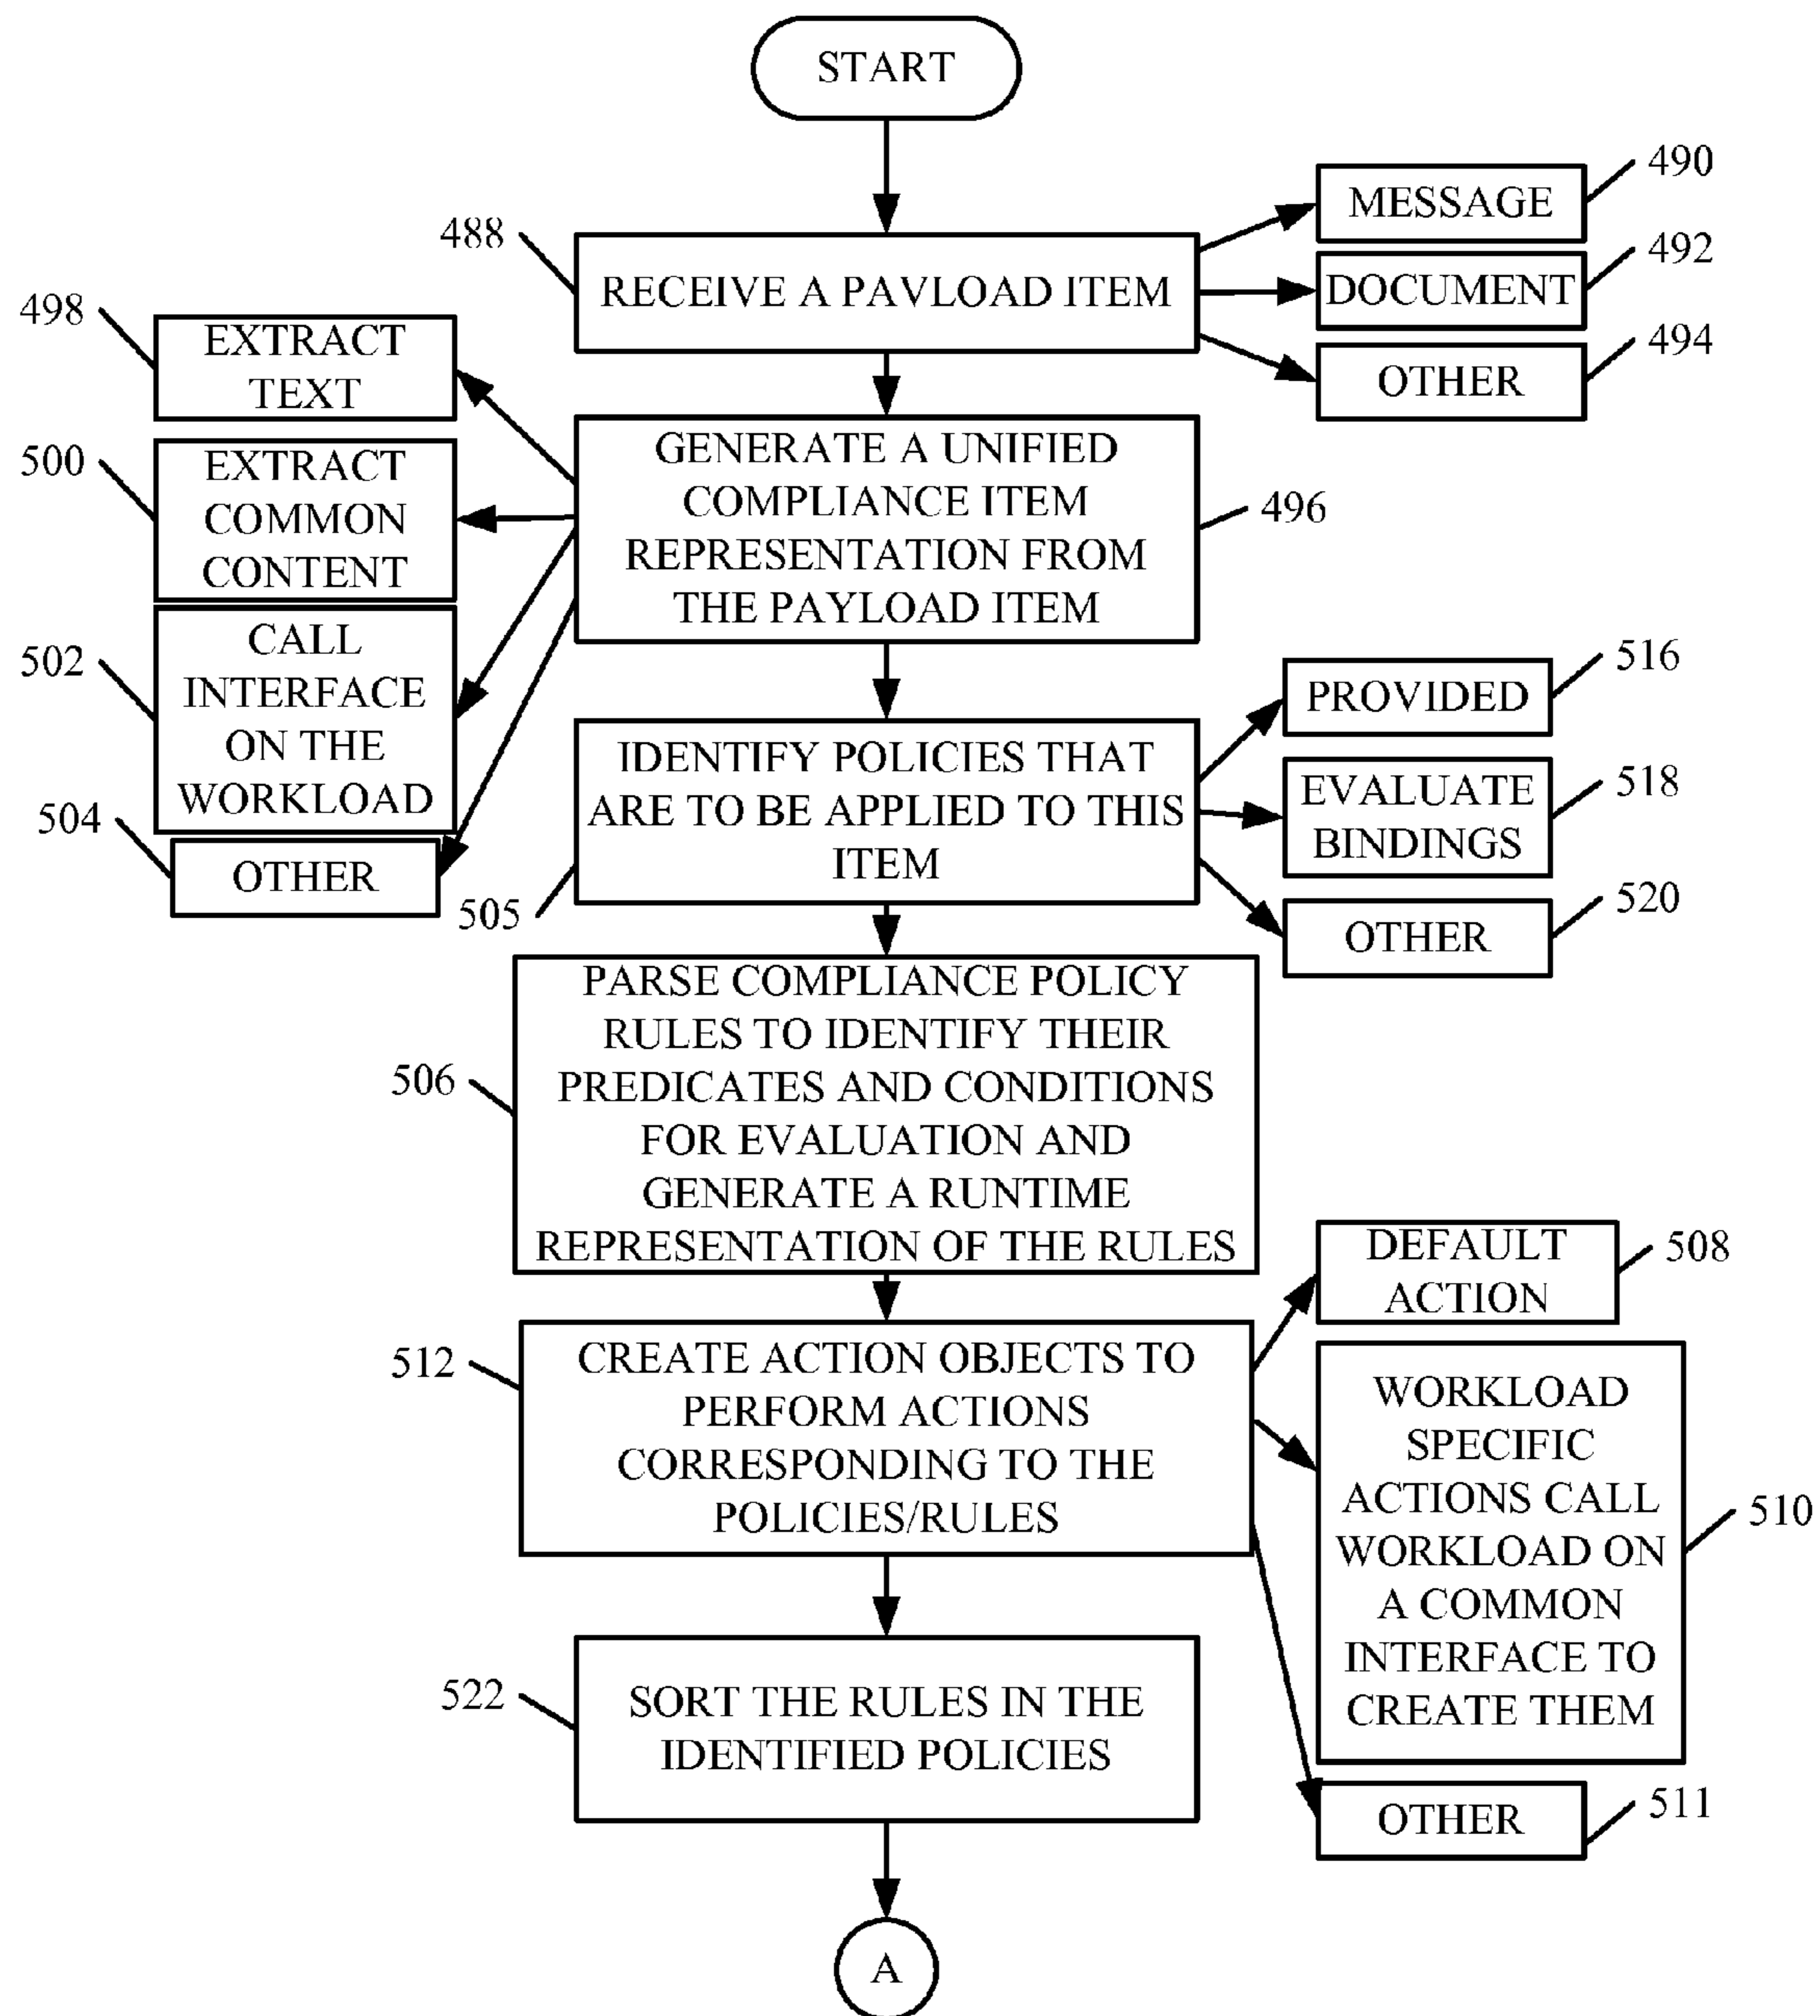 START
488
RECEIVE A PAVLOAD ITEM
MESSAGE
490
DOCUMENT
492
OTHER
494
498
EXTRACT
TEXT
500
EXTRACT
COMMON
CONTENT
502
CALL
INTERFACE
ON THE
WORKLOAD
504
OTHER
GENERATE A UNIFIED
COMPLIANCE ITEM
REPRESENTATION FROM
THE PAYLOAD ITEM
496
505
IDENTIFY POLICIES THAT
ARE TO BE APPLIED TO THIS
ITEM
PROVIDED
516
EVALUATE
BINDINGS
518
OTHER
520
506
PARSE COMPLIANCE POLICY
RULES TO IDENTIFY THEIR
PREDICATES AND CONDITIONS
FOR EVALUATION AND
GENERATE A RUNTIME
REPRESENTATION OF THE RULES
512
CREATE ACTION OBJECTS TO
PERFORM ACTIONS
CORRESPONDING TO THE
POLICIES/RULES
DEFAULT
ACTION
508
WORKLOAD
SPECIFIC
ACTIONS CALL
WORKLOAD ON
A COMMON
INTERFACE TO
CREATE THEM
510
OTHER
511
522
SORT THE RULES IN THE
IDENTIFIED POLICIES
A